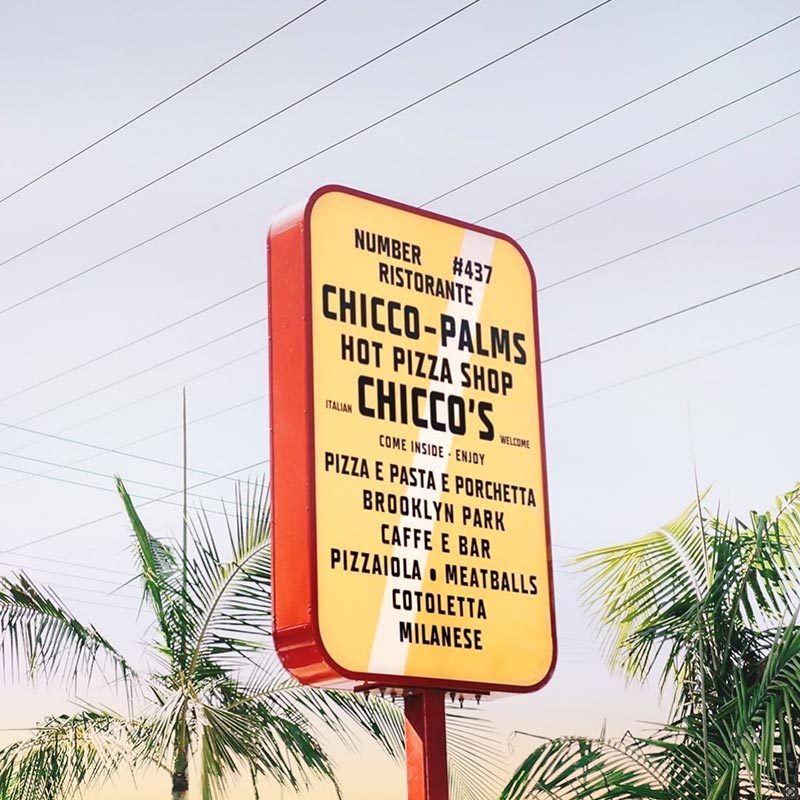 NUMBER #437
RISTORANTE
CHICCO-PALMS
HOT PIZZA SHOP
ITALIAN CHICCO'S WELCOME
COME INSIDE - ENJOY
PIZZA E PASTA E PORCHETTA
BROOKLYN PARK
CAFFE E BAR
PIZZAIOLA • MEATBALLS
COTOLETTA
MILANESE